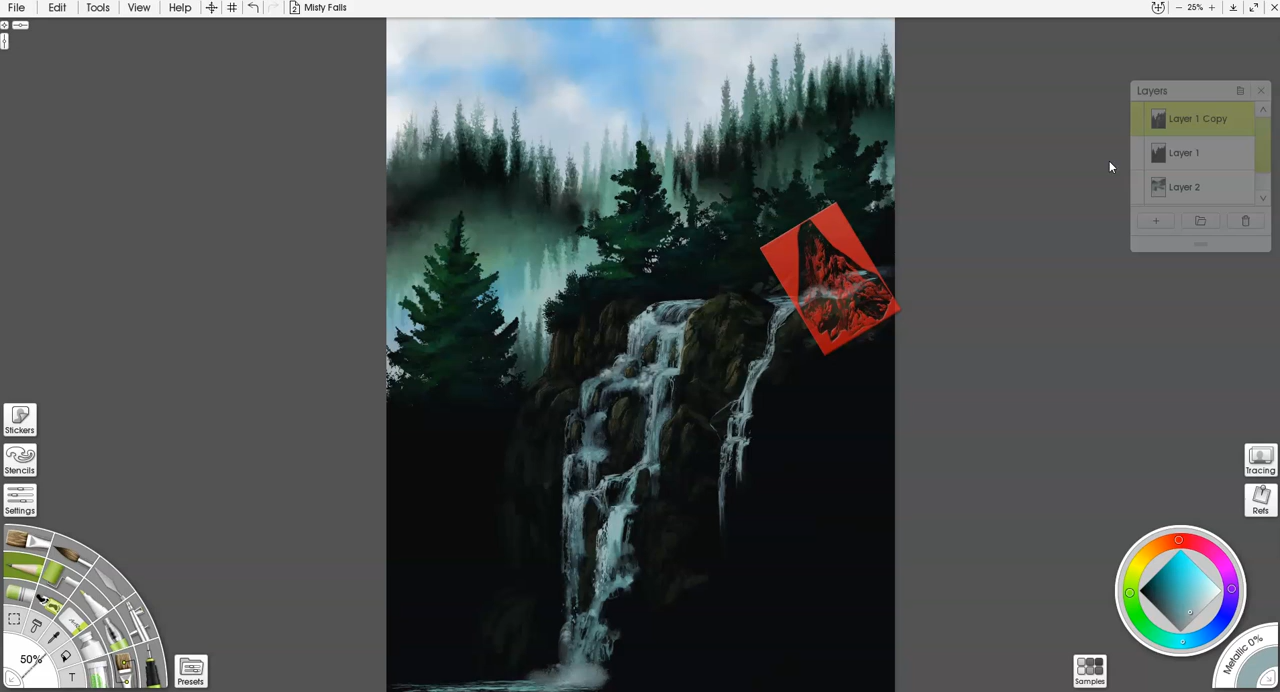 File Edit Tools View Help 2 Misty Falls 25%
Layers
Layer 1 Copy
Layer 1
Layer 2
Stickers
Stencils
Settings
Tracing
Refs
50%
T
Presets
Samples
Metallic 0%